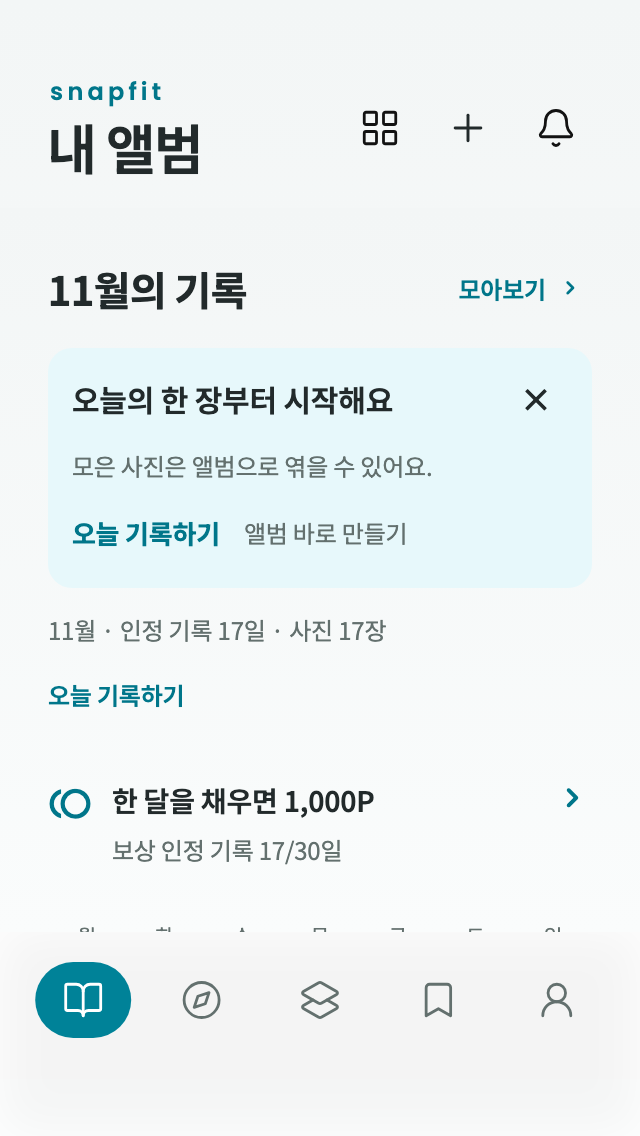 snapfit
내 앨범
11월의 기록
모아보기
오늘의 한 장부터 시작해요
모은 사진은 앨범으로 엮을 수 있어요.
오늘 기록하기 앨범 바로 만들기
11월 · 인정 기록 17일 · 사진 17장
오늘 기록하기
한 달을 채우면 1,000P
보상 인정 기록 17/30일